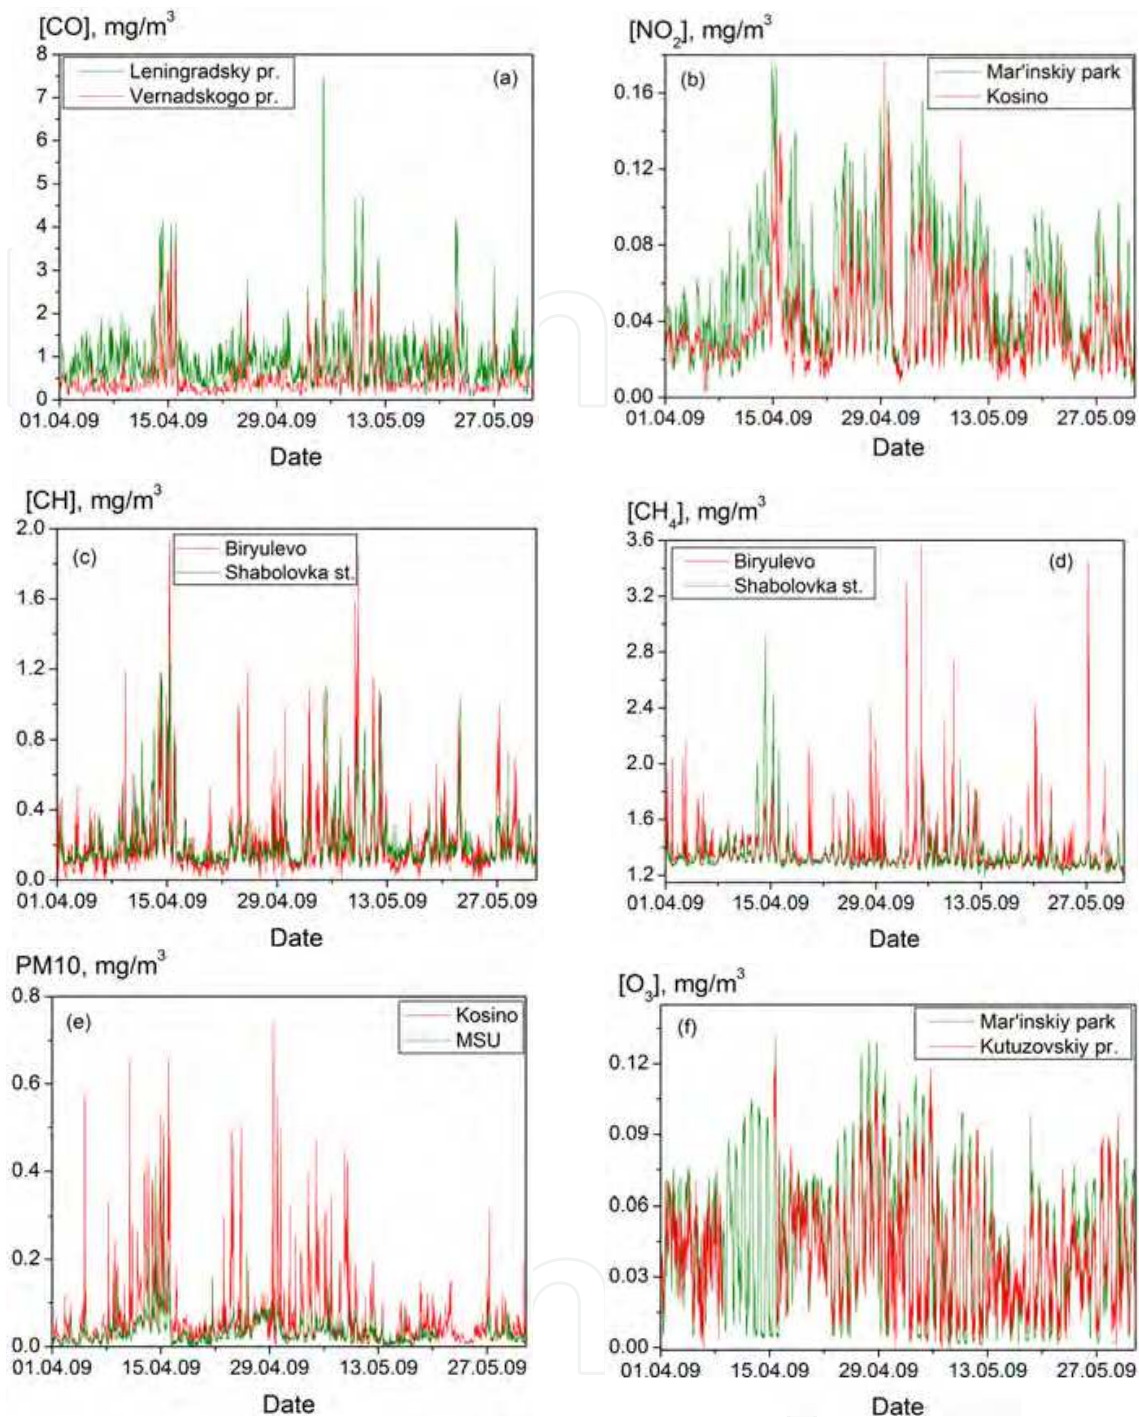 [CO], mg/m³
8
7
6
5
4
3
2
1
0
Leningradsky pr.
Vernadskogo pr.
(a)
01.04.09 15.04.09 29.04.09 13.05.09 27.05.09
Date
[NO₂], mg/m³
0.16
0.12
0.08
0.04
0.00
(b)
Mar'inskiy park
Kosino
01.04.09 15.04.09 29.04.09 13.05.09 27.05.09
Date
[CH], mg/m³
2.0
1.6
1.2
0.8
0.4
0.0
(c)
Biryulevo
Shabolovka st.
01.04.09 15.04.09 29.04.09 13.05.09 27.05.09
Date
[CH₄], mg/m³
3.6
3.2
2.8
2.4
2.0
1.6
1.2
Biryulevo
Shabolovka st.
(d)
01.04.09 15.04.09 29.04.09 13.05.09 27.05.09
Date
PM10, mg/m³
0.8
0.6
0.4
0.2
0.0
(e)
Kosino
MSU
01.04.09 15.04.09 29.04.09 13.05.09 27.05.09
Date
[O₃], mg/m³
0.12
0.09
0.06
0.03
0.00
Mar'inskiy park
Kutuzovskiy pr.
(f)
01.04.09 15.04.09 29.04.09 13.05.09 27.05.09
Date